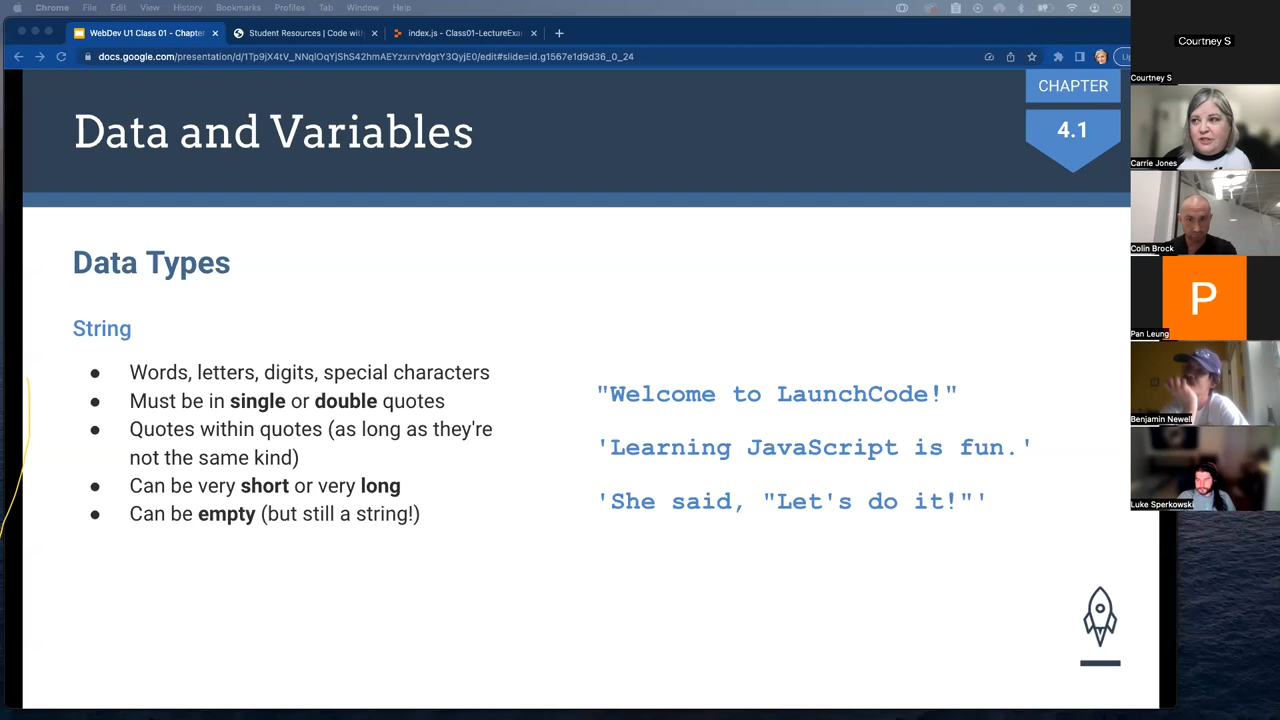 Chrome File Edit View History Bookmarks Profiles Tab Window Help
WebDev U1 Class 01 - Chapter
Student Resources | Code with
index.js - Class01-LectureExa
docs.google.com/presentation/d/1Tp9jX4tV_NNqIOqYjShS42hmAEYzxrrvYdgtY3QyjE0/edit#slide=id.g1567e1d9d36_0_24
Data and Variables
CHAPTER
4.1
Data Types
String
● Words, letters, digits, special characters
● Must be in single or double quotes
● Quotes within quotes (as long as they're
not the same kind)
● Can be very short or very long
● Can be empty (but still a string!)
"Welcome to LaunchCode!"
'Learning JavaScript is fun.'
'She said, "Let's do it!"'
Courtney S
Courtney S
Carrie Jones
Colin Brock
P
Pan Leung
Benjamin Newell
Luke Sperkowski